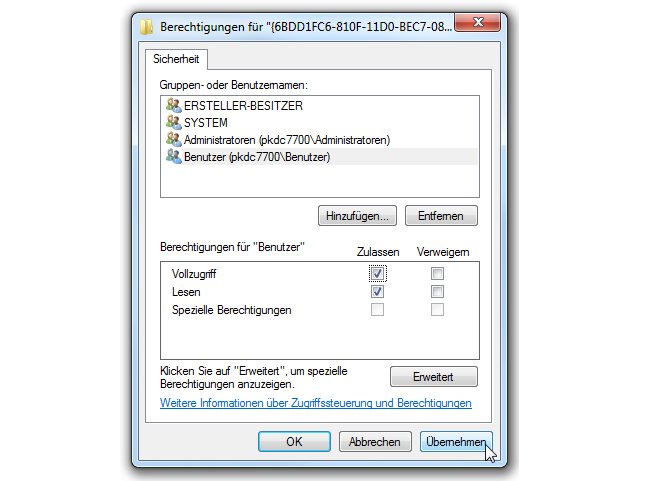 Berechtigungen für "{6BDD1FC6-810F-11D0-BEC7-08...
Sicherheit
Gruppen- oder Benutzernamen:
ERSTELLER-BESITZER
SYSTEM
Administratoren (pkdc7700\Administratoren)
Benutzer (pkdc7700\Benutzer)
Hinzufügen... Entfernen
Berechtigungen für "Benutzer" Zulassen Verweigern
Vollzugriff
Lesen
Spezielle Berechtigungen
Klicken Sie auf "Erweitert", um spezielle
Berechtigungen anzuzeigen. Erweitert
Weitere Informationen über Zugriffssteuerung und Berechtigungen
OK Abbrechen Übernehmen